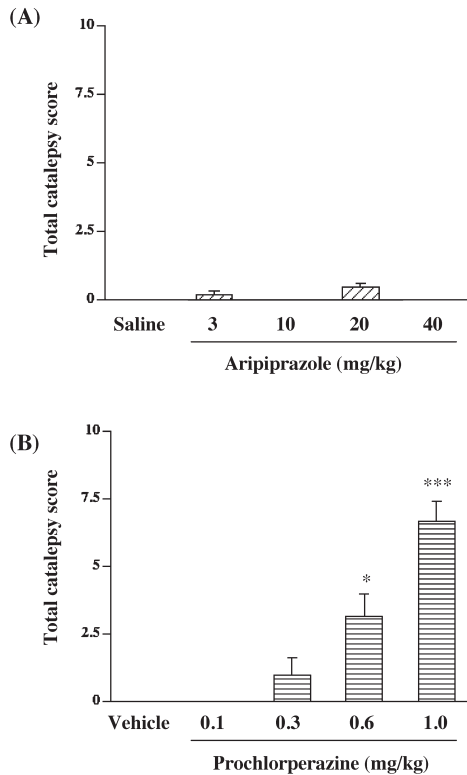 (A)
Total catalepsy score
10
7.5
5
2.5
0
Saline 3 10 20 40
Aripiprazole (mg/kg)
(B)
Total catalepsy score
10
7.5
5
2.5
0
*
***
Vehicle 0.1 0.3 0.6 1.0
Prochlorperazine (mg/kg)